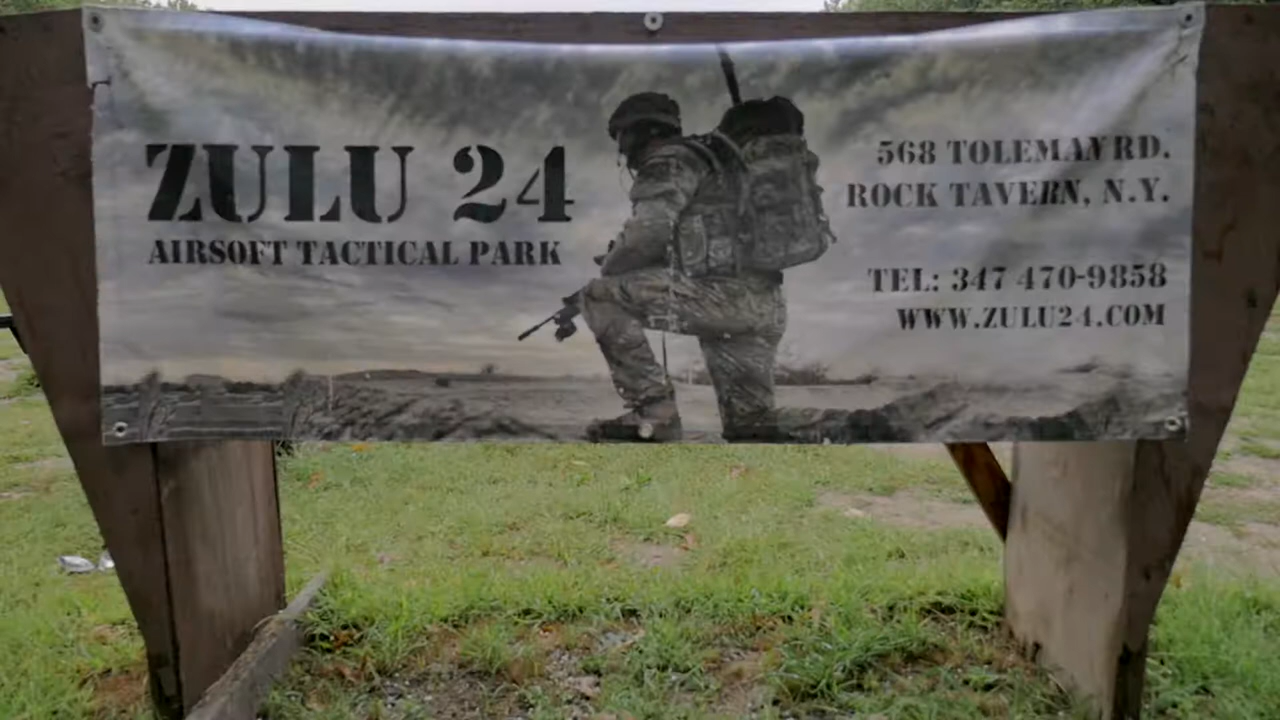 ZULU 24
AIRSOFT TACTICAL PARK
568 TOLEMAN RD.
ROCK TAVERN, N.Y.
TEL: 347 470-9858
WWW.ZULU24.COM